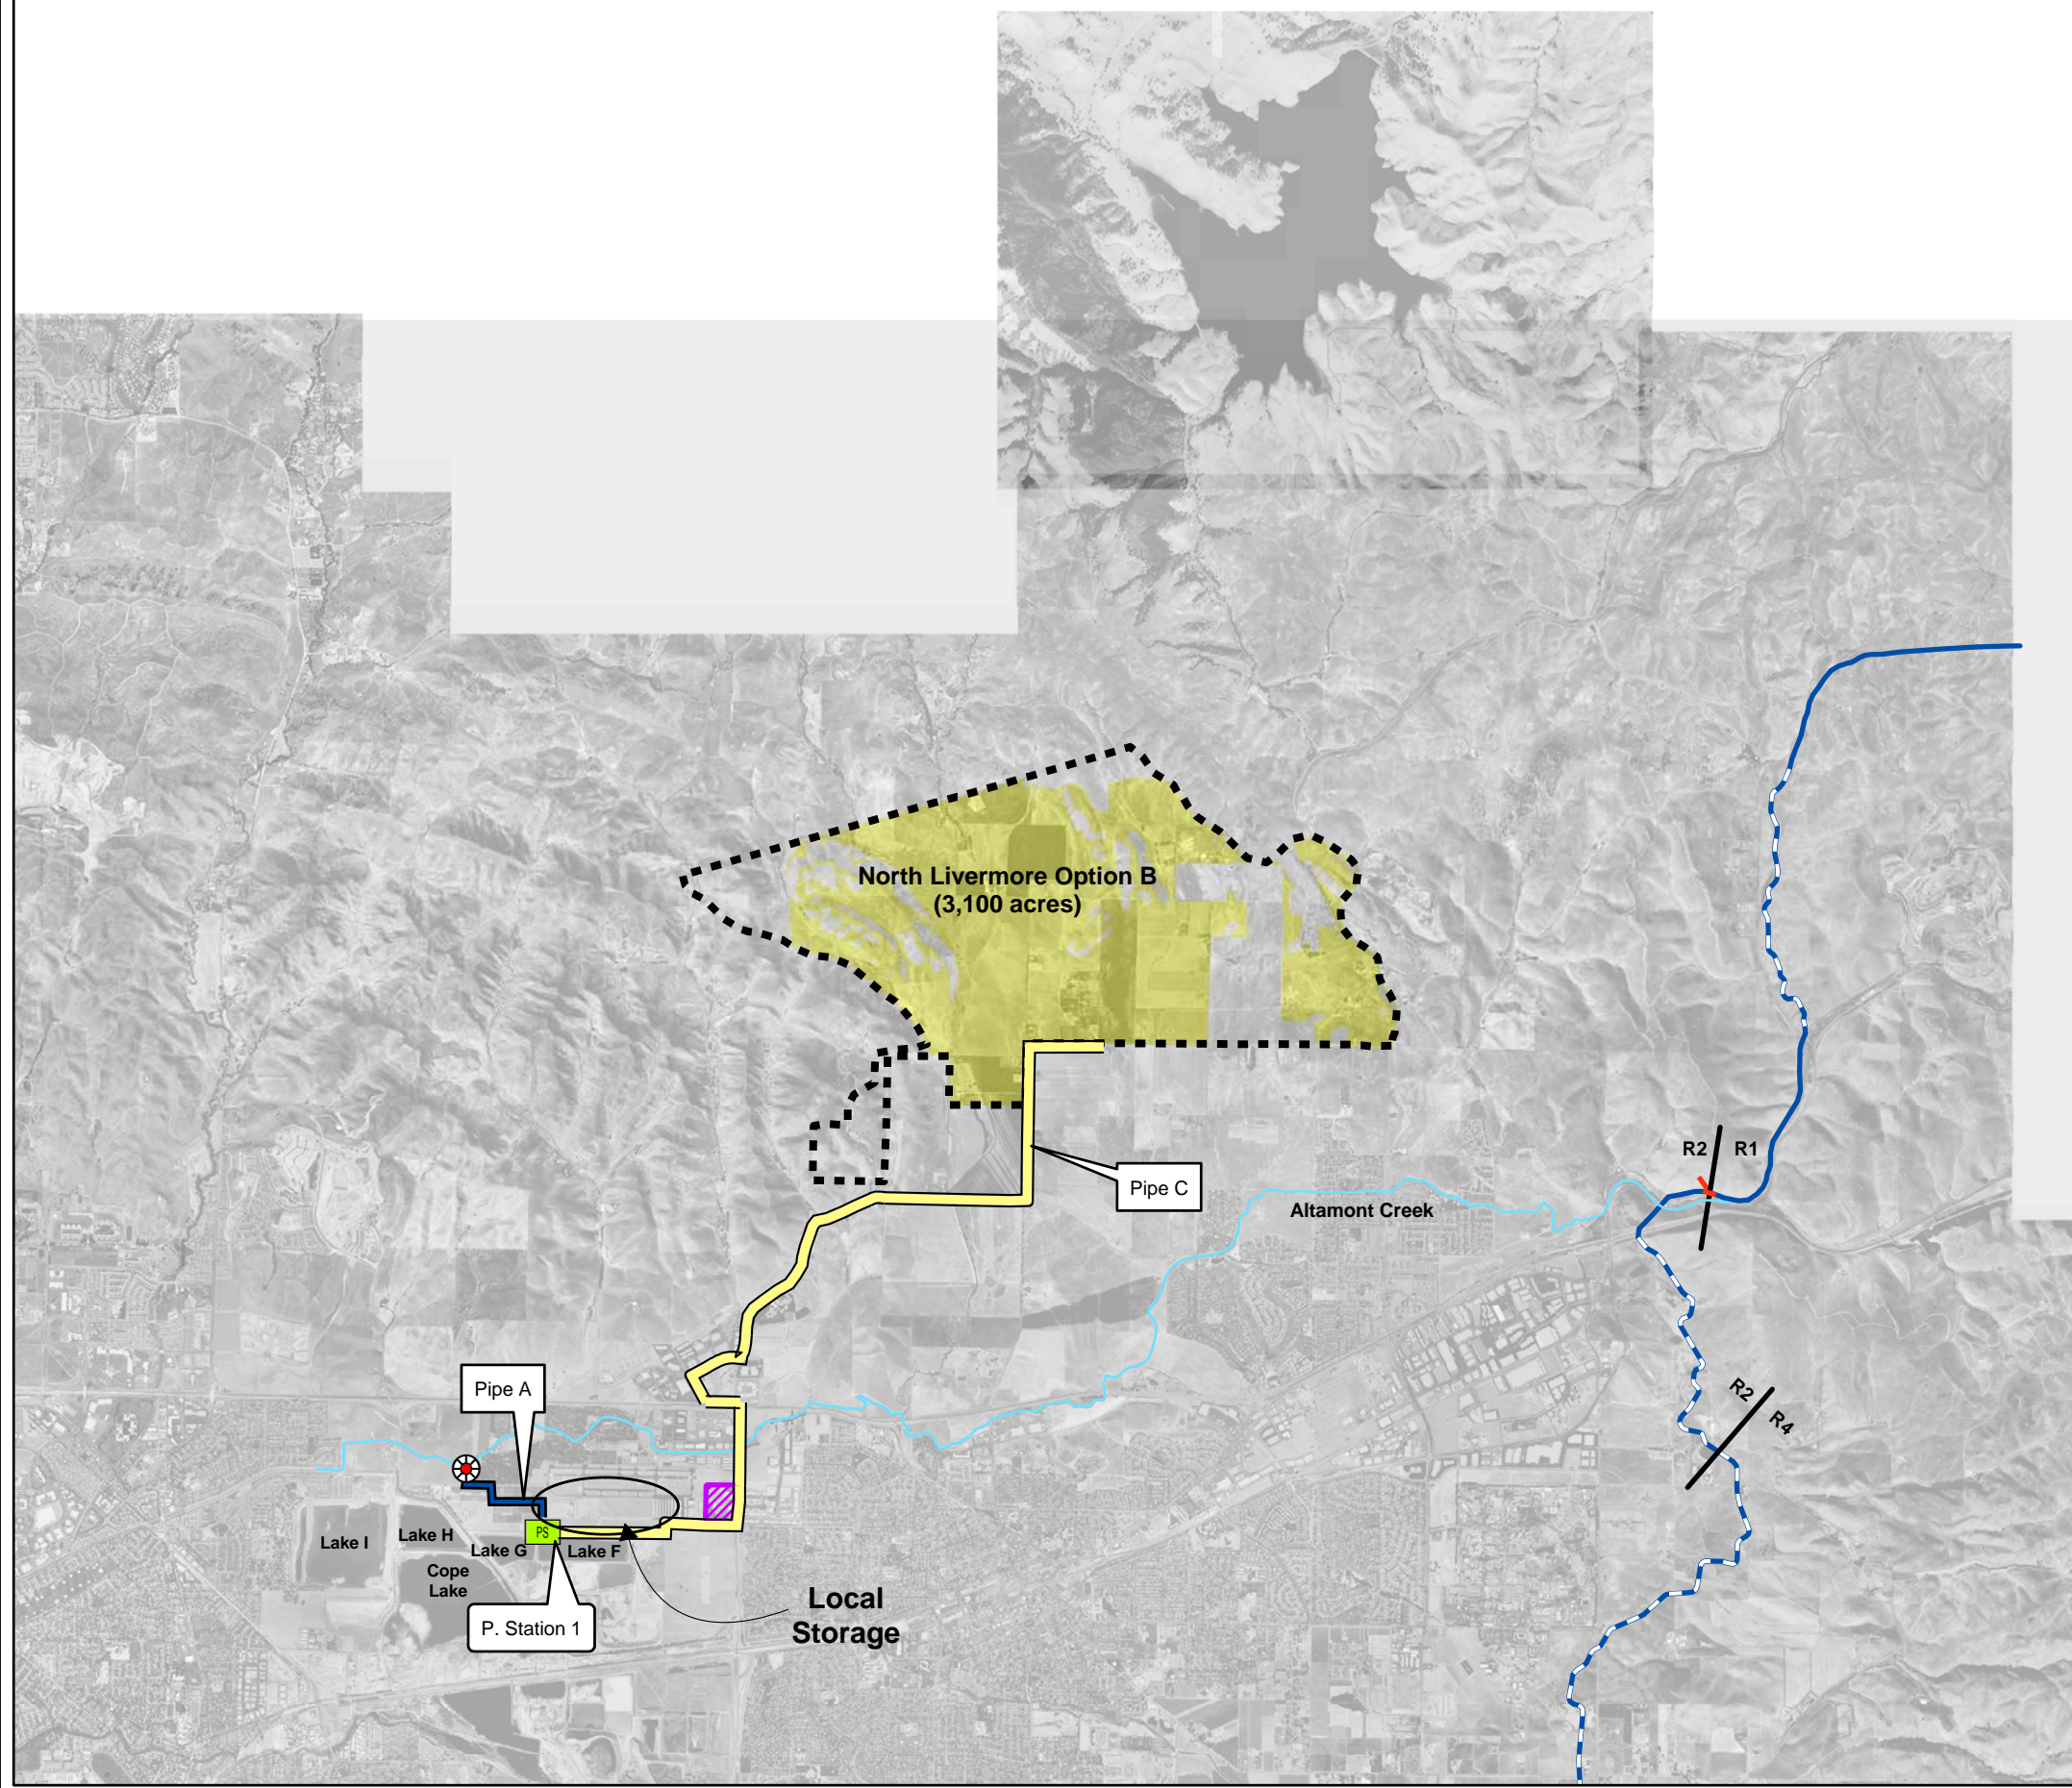 North Livermore Option B
(3,100 acres)
R2
R1
Pipe C
Altamont Creek
Pipe A
R2
R4
PS
Lake I
Lake H
Lake G
Lake F
Cope
Lake
Local
Storage
P. Station 1